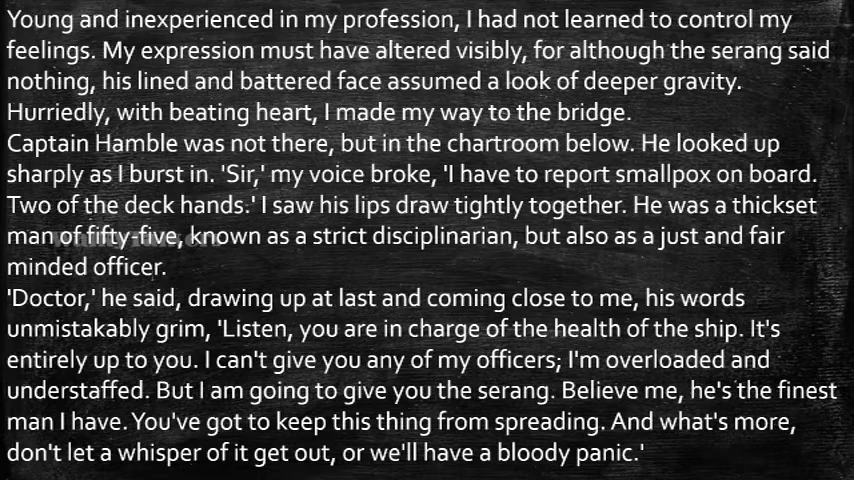 Young and inexperienced in my profession, I had not learned to control my
feelings. My expression must have altered visibly, for although the serang said
nothing, his lined and battered face assumed a look of deeper gravity.
Hurriedly, with beating heart, I made my way to the bridge.
Captain Hamble was not there, but in the chartroom below. He looked up
sharply as I burst in. 'Sir,' my voice broke, 'I have to report smallpox on board.
Two of the deck hands.' I saw his lips draw tightly together. He was a thickset
man of fifty-five, known as a strict disciplinarian, but also as a just and fair
minded officer.
'Doctor,' he said, drawing up at last and coming close to me, his words
unmistakably grim, 'Listen, you are in charge of the health of the ship. It's
entirely up to you. I can't give you any of my officers; I'm overloaded and
understaffed. But I am going to give you the serang. Believe me, he's the finest
man I have. You've got to keep this thing from spreading. And what's more,
don't let a whisper of it get out, or we'll have a bloody panic.'